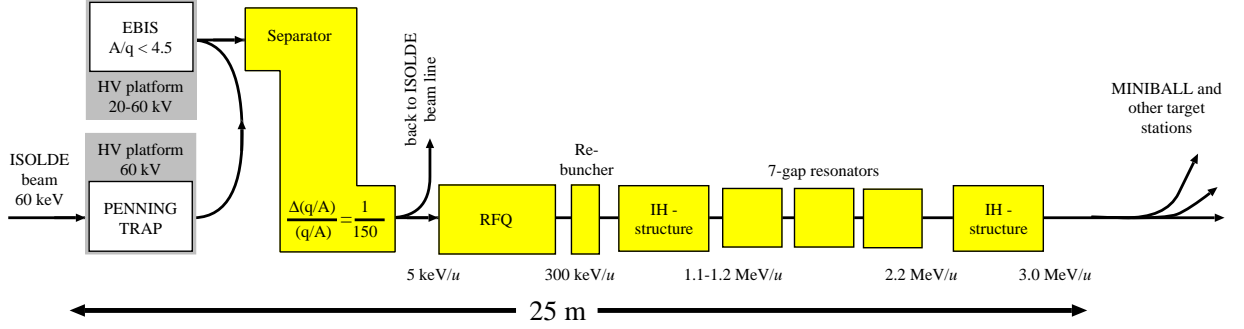 EBIS
A/q < 4.5
HV platform
20-60 kV
HV platform
60 kV
PENNING
TRAP
ISOLDE
beam
60 keV
Separator
Δ(q/A)
(q/A)
=
1
150
back to ISOLDE
beam line
RFQ
Re-
buncher
IH -
structure
7-gap resonators
IH -
structure
MINIBALL and
other target
stations
5 keV/u
300 keV/u
1.1-1.2 MeV/u
2.2 MeV/u
3.0 MeV/u
25 m